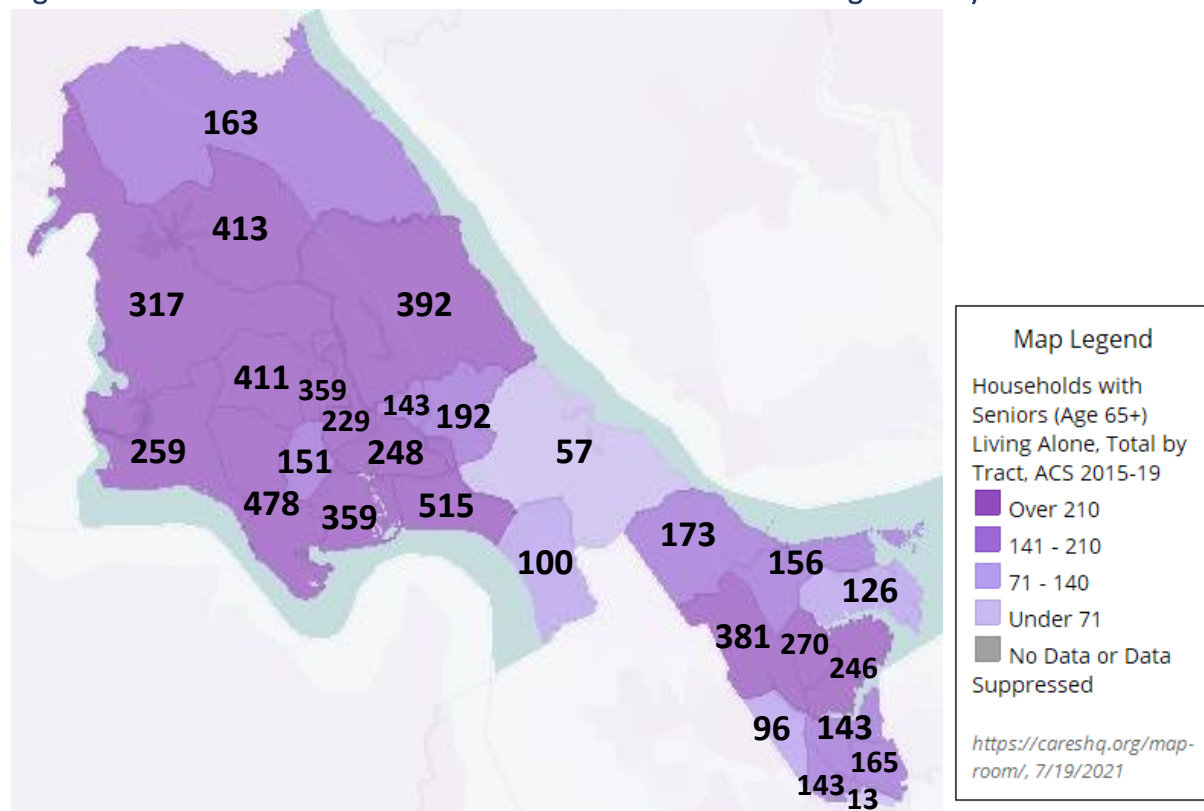 163
413
317
392
411
359
143
192
229
259
151
248
57
478
359
515
100
173
156
126
381
270
246
96
143
165
143
13
Map Legend
Households with
Seniors (Age 65+)
Living Alone, Total by
Tract, ACS 2015-19
Over 210
141 - 210
71 - 140
Under 71
No Data or Data
Suppressed
https://careshq.org/map-
room/, 7/19/2021